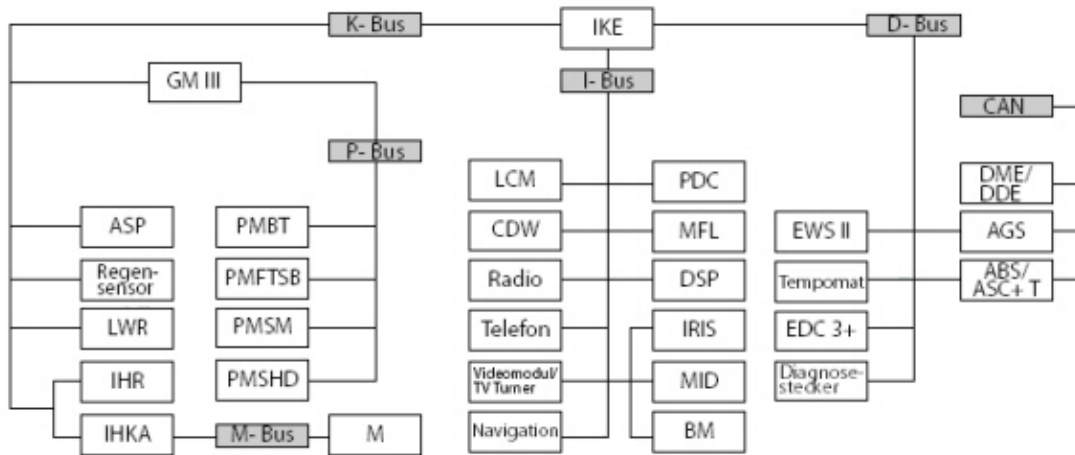 K- Bus
IKE
D- Bus
GM III
I- Bus
CAN
P- Bus
LCM
PDC
DME/
DDE
ASP
PMBT
CDW
MFL
EWS II
AGS
Regen-
sensor
PMFTSB
Radio
DSP
Tempomat
ABS/
ASC+ T
LWR
PMSM
Telefon
IRIS
EDC 3+
IHR
PMSHD
Videomodul/
TV Turner
MID
Diagnose-
stecker
IHKA
M- Bus
M
Navigation
BM